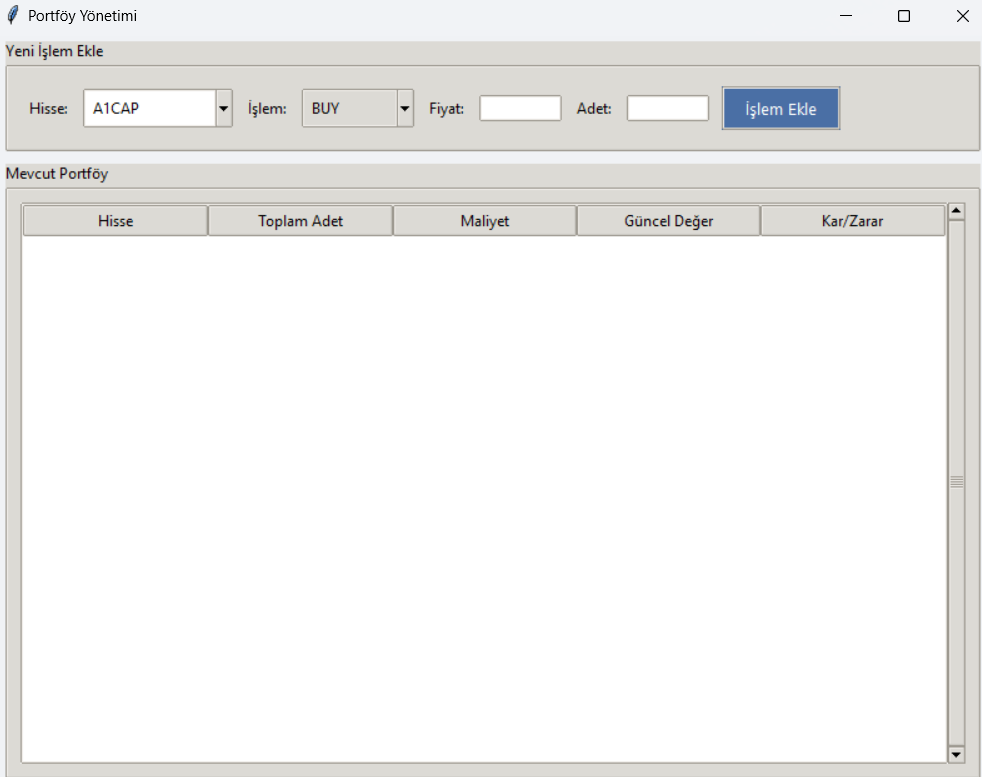 Portföy Yönetimi
Yeni İşlem Ekle
Hisse: A1CAP İşlem: BUY Fiyat: Adet: İşlem Ekle
Mevcut Portföy
Hisse Toplam Adet Maliyet Güncel Değer Kar/Zarar